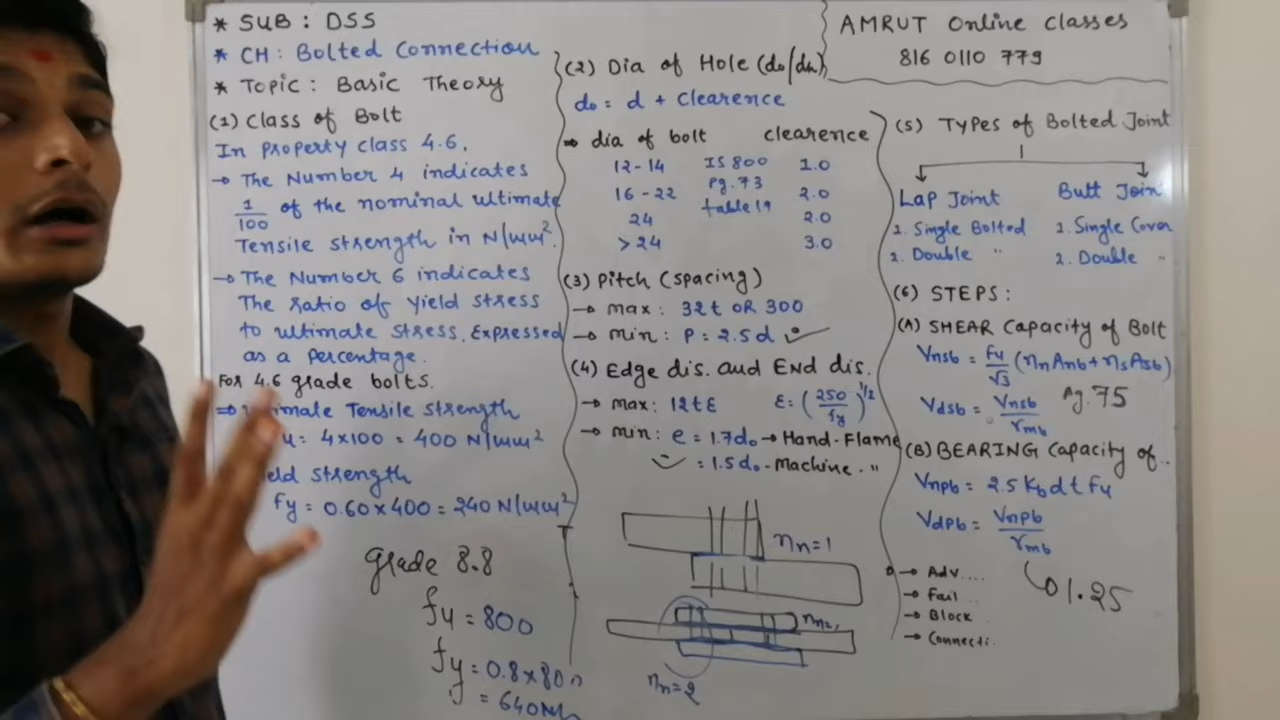 * SUB : DSS
* CH : Bolted Connection
* TOPIC : Basic Theory
(1) Class of Bolt
In property class 4.6,
→ The Number 4 indicates
1/100 of the nominal ultimate
Tensile strength in N/mm².
→ The Number 6 indicates
The ratio of yield stress
to ultimate stress, Expressed
as a percentage.
For 4.6 grade bolts.
Tensile strength
= 4x100 = 400 N/mm²
strength
fy = 0.60x400 = 240 N/mm²
grade 8.8
fu = 800
fy = 0.8x80
= 640
(2) Dia of Hole (do/dh)
do = d + Clearence
→ dia of bolt clearence
12-14 IS 800 1.0
16-22 Pg. 73 2.0
24 table 19 2.0
>24 3.0
(3) Pitch (spacing)
→ max: 32t OR 300
→ min: P = 2.5d
(4) Edge dis. and End dis.
→ max: 12tε ε = (250/fy)^1/2
→ min: e = 1.7do → Hand-Flame
= 1.5do - Machine. "
nn=1
nn=2
AMRUT Online Classes
816 0110 779
(5) Types of Bolted Joint
Lap Joint Butt Join
1. Single Bolted 1. Single Cover
2. Double " 2. Double "
(6) STEPS:
(A) SHEAR Capacity of Bolt
Vnsb = fu/√3 (nn Anb + ns Asb)
Vdsb = Vnsb/γmb Pg. 75
(B) BEARING Capacity of..
Vnpb = 2.5 Kb d t fu
Vdpb = Vnpb/γmb
1.25
→ Adv....
→ Fail...
→ Block
→ Connecti.